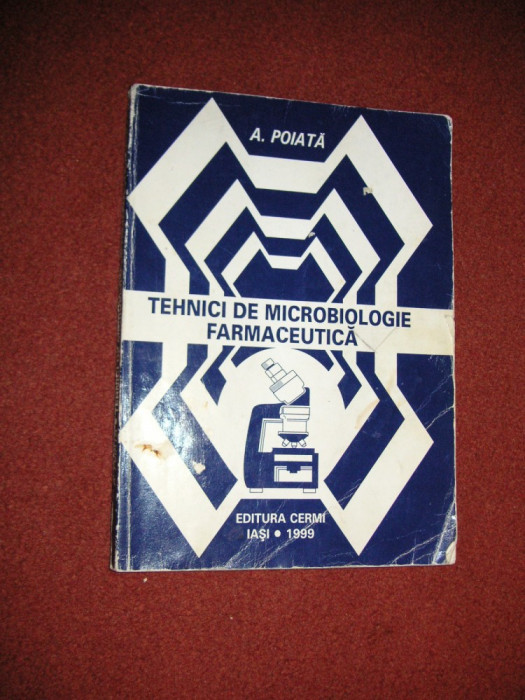 A. POIATĂ
TEHNICI DE MICROBIOLOGIE
FARMACEUTICĂ
EDITURA CERMI
IAŞI • 1999